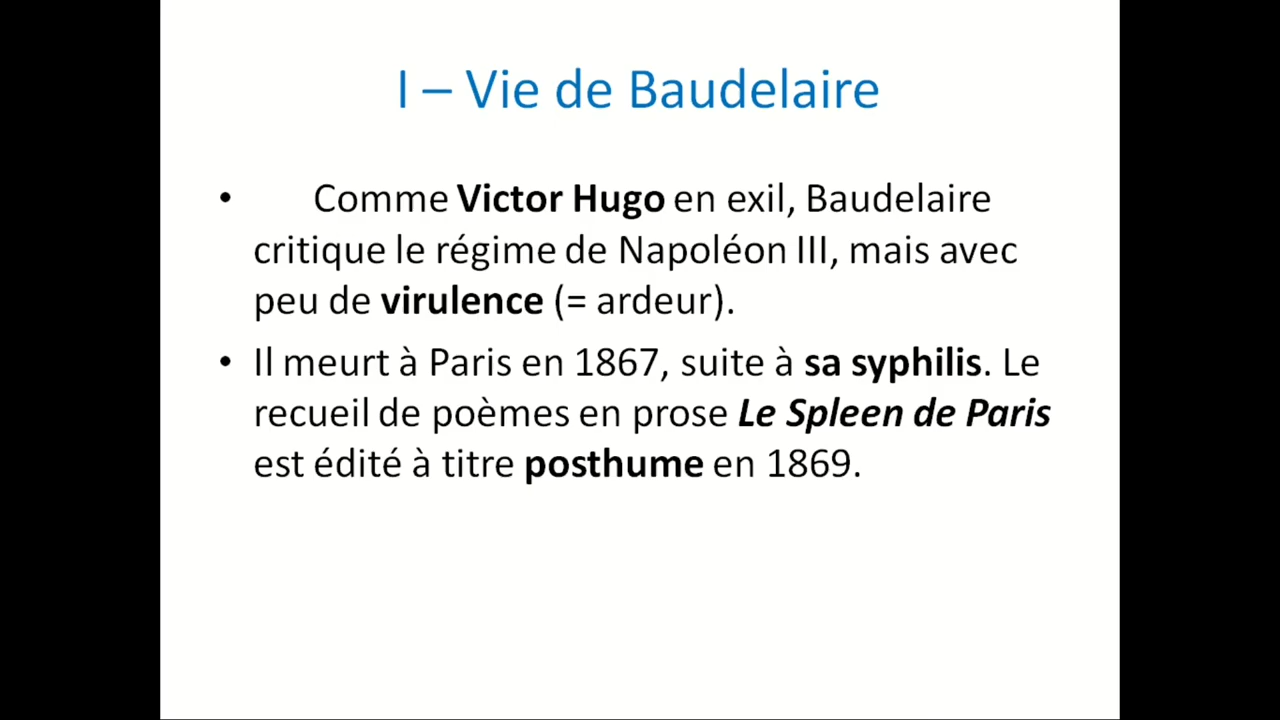 I – Vie de Baudelaire
• Comme Victor Hugo en exil, Baudelaire
critique le régime de Napoléon III, mais avec
peu de virulence (= ardeur).
• Il meurt à Paris en 1867, suite à sa syphilis. Le
recueil de poèmes en prose Le Spleen de Paris
est édité à titre posthume en 1869.